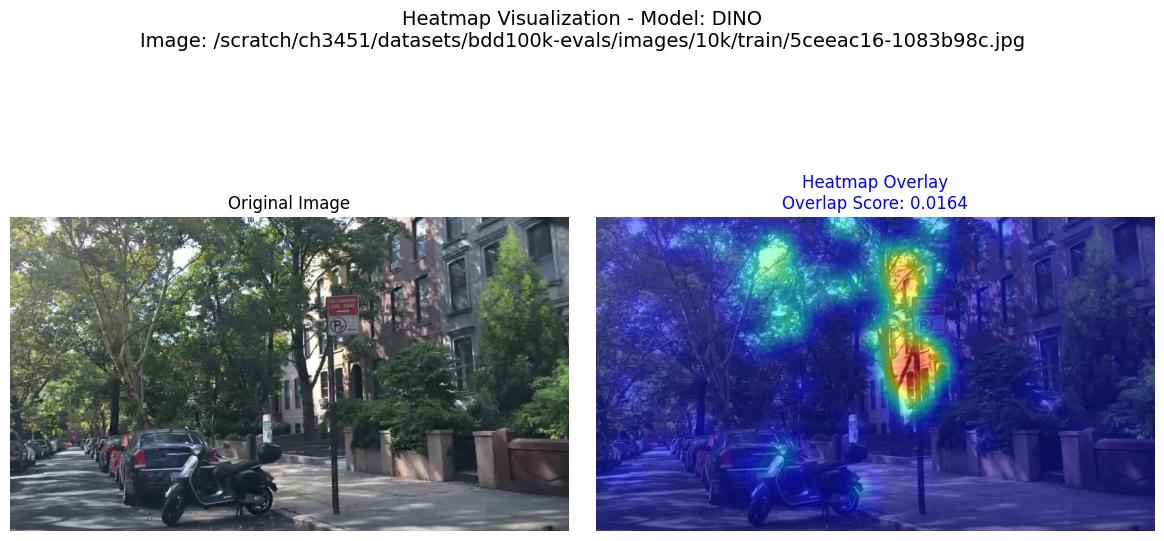 Heatmap Visualization - Model: DINO
Image: /scratch/ch3451/datasets/bdd100k-evals/images/10k/train/5ceeac16-1083b98c.jpg
Original Image
Heatmap Overlay
Overlap Score: 0.0164